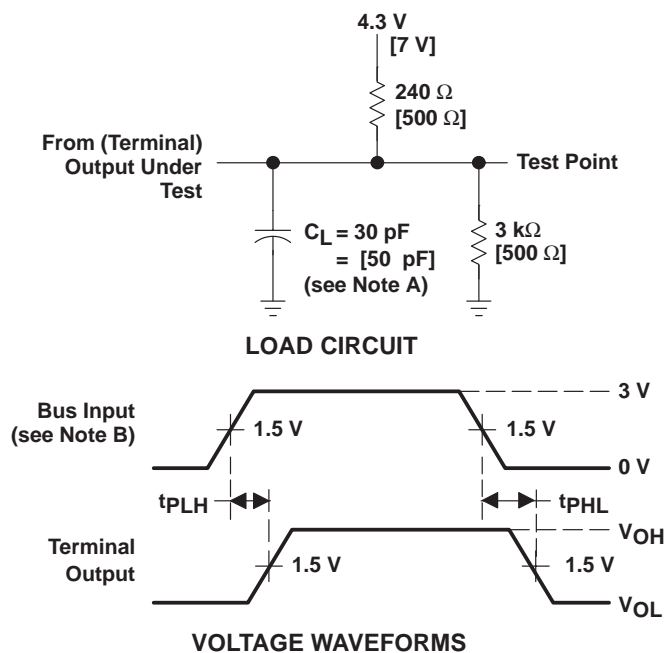 4.3 V
[7 V]
240 Ω
[500 Ω]
From (Terminal)
Output Under
Test
Test Point
CL = 30 pF
= [50 pF]
(see Note A)
3 kΩ
[500 Ω]
LOAD CIRCUIT
Bus Input
(see Note B)
1.5 V
1.5 V
3 V
0 V
tPLH
tPHL
Terminal
Output
1.5 V
1.5 V
VOH
VOL
VOLTAGE WAVEFORMS